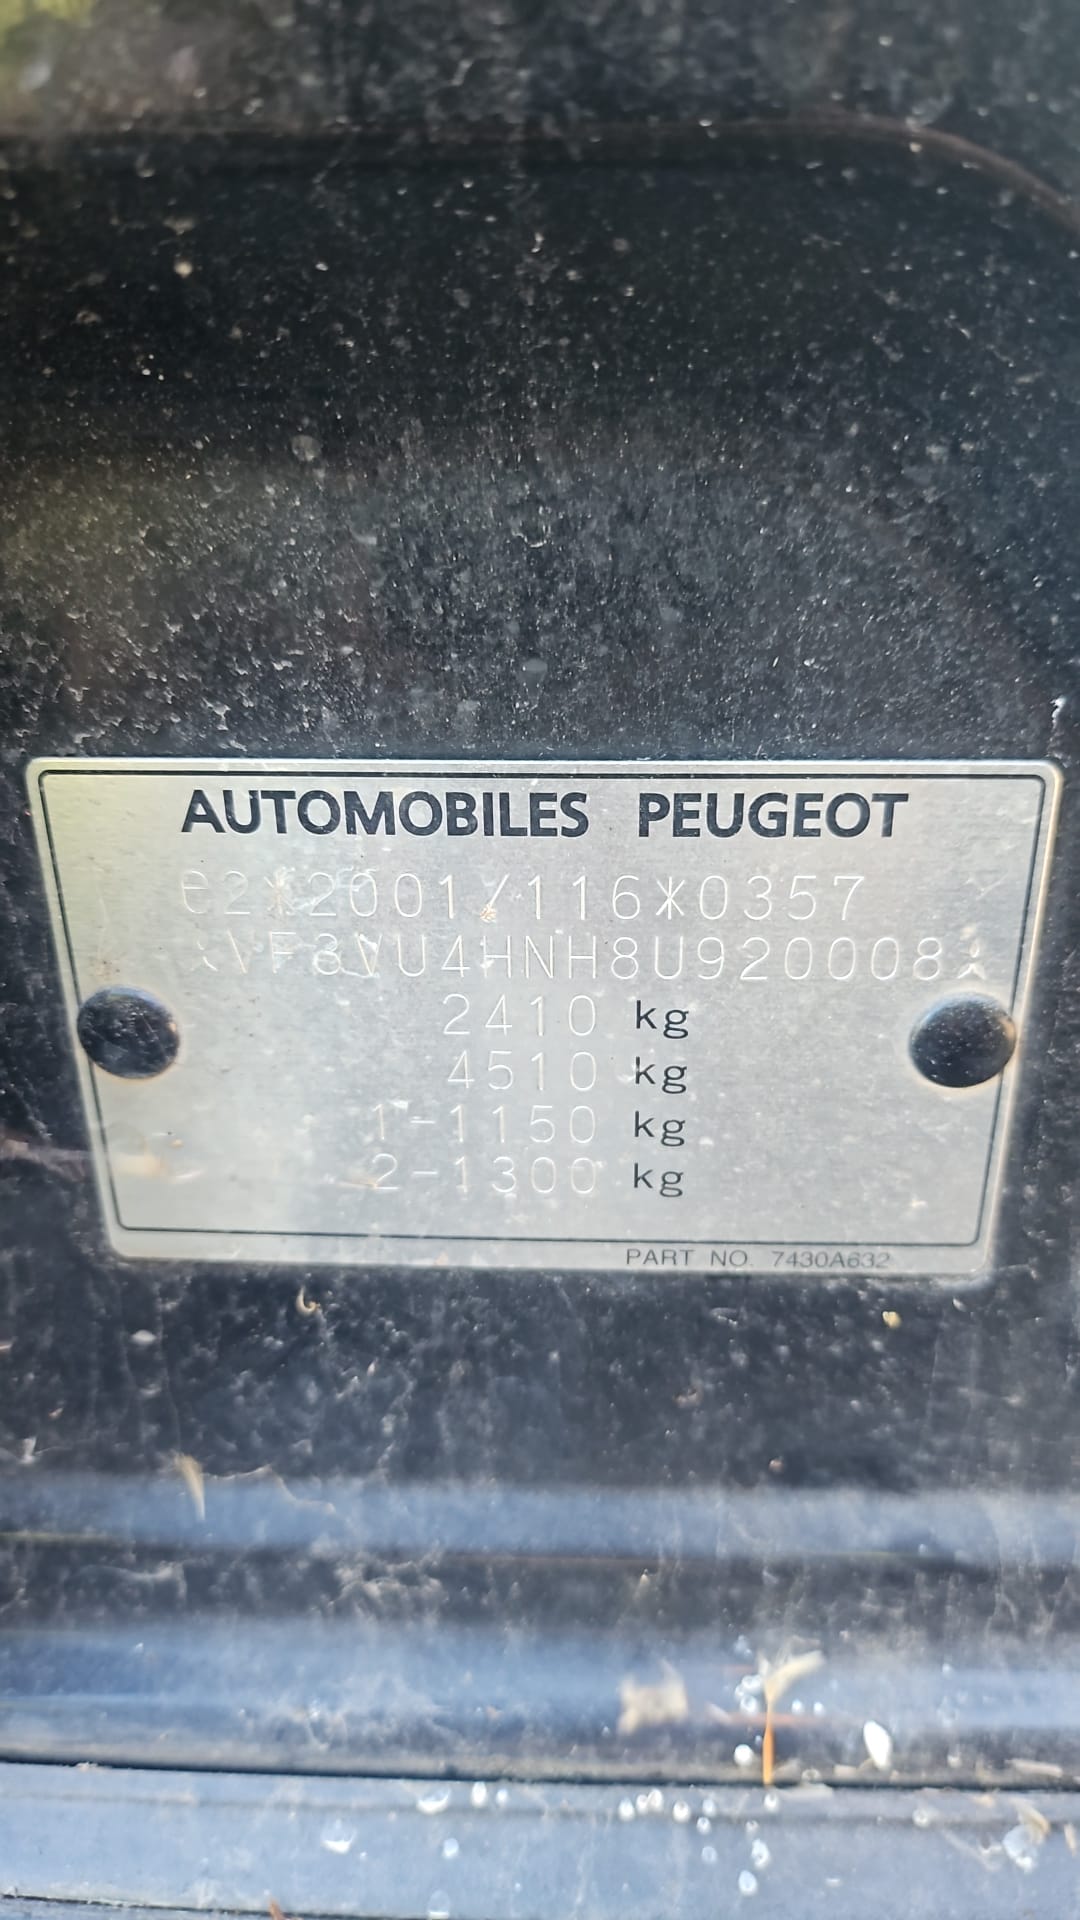 AUTOMOBILES PEUGEOT
e2*2001/116*0357
*VF3VU4HNH8U920008*
2410 kg
4510 kg
1-1150 kg
2-1300 kg
PART NO. 7430A632